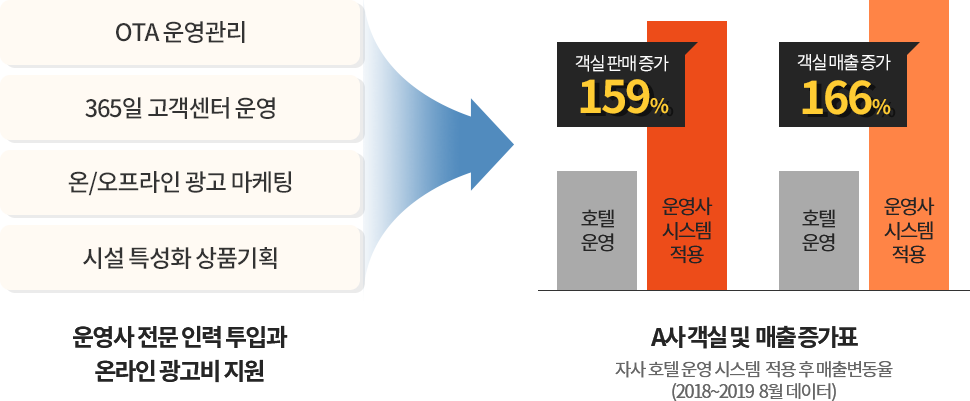 OTA 운영관리
365일 고객센터 운영
온/오프라인 광고 마케팅
시설 특성화 상품기획
운영사 전문 인력 투입과
온라인 광고비 지원
객실 판매 증가
159%
호텔
운영
운영사
시스템
적용
객실 매출 증가
166%
호텔
운영
운영사
시스템
적용
A사 객실 및 매출 증가표
자사 호텔 운영 시스템 적용 후 매출변동율
(2018~2019 8월 데이터)